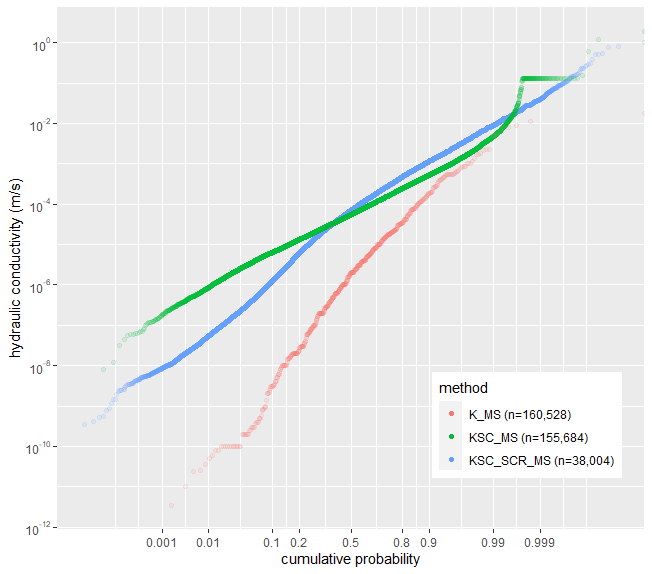 hydraulic conductivity (m/s)
10^0
10^-2
10^-4
10^-6
10^-8
10^-10
10^-12
method
K_MS (n=160,528)
KSC_MS (n=155,684)
KSC_SCR_MS (n=38,004)
0.001 0.01 0.1 0.2 0.5 0.8 0.9 0.99 0.999
cumulative probability